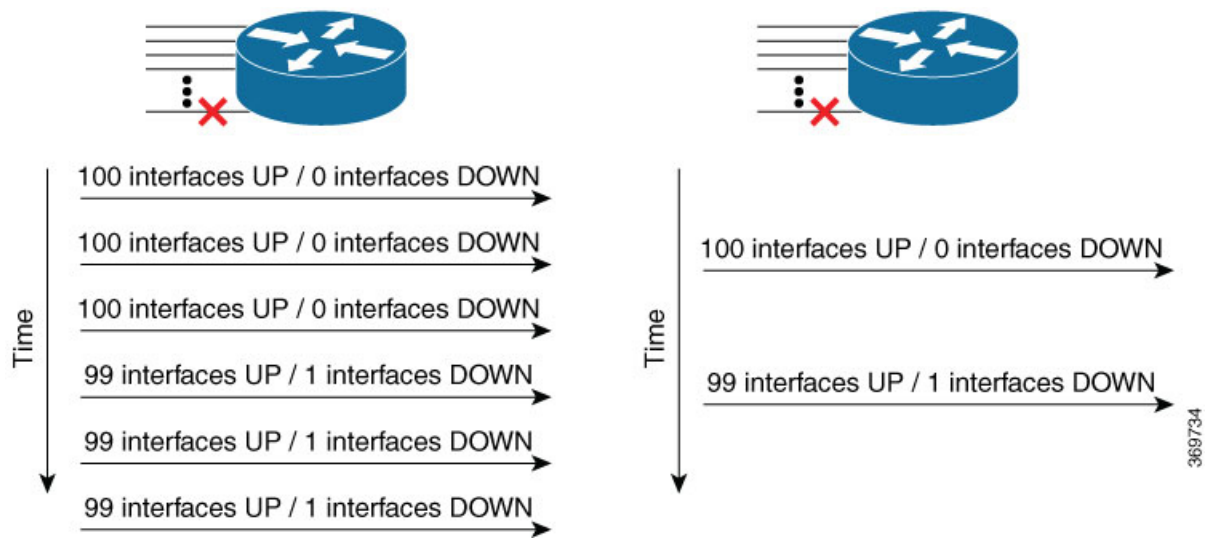 100 interfaces UP / 0 interfaces DOWN
100 interfaces UP / 0 interfaces DOWN
100 interfaces UP / 0 interfaces DOWN
99 interfaces UP / 1 interfaces DOWN
99 interfaces UP / 1 interfaces DOWN
99 interfaces UP / 1 interfaces DOWN
Time
100 interfaces UP / 0 interfaces DOWN
99 interfaces UP / 1 interfaces DOWN
Time
369734